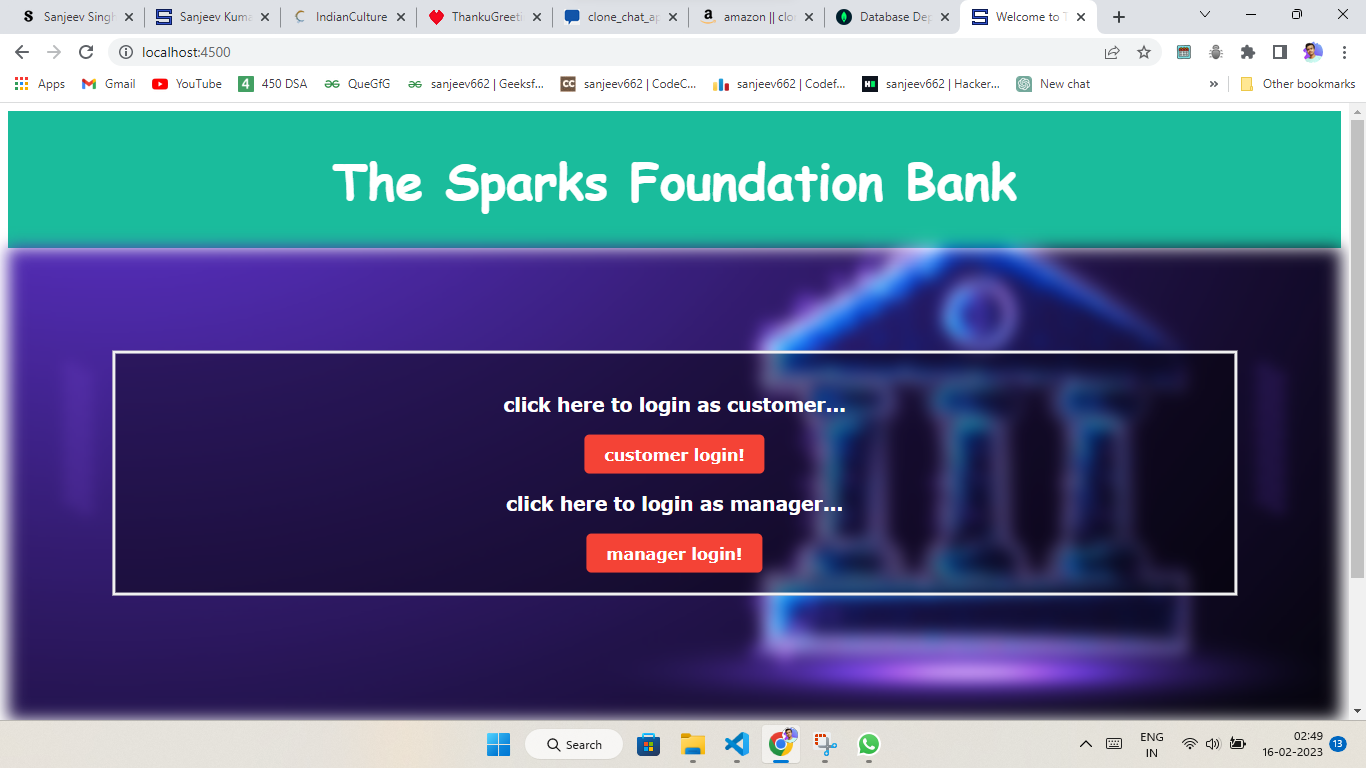 Sanjeev Singh
Sanjeev Kuma
IndianCulture
ThankuGreeti
clone_chat_ap
amazon || clo
Database Dep
Welcome to T
localhost:4500
Apps
Gmail
YouTube
450 DSA
QueGfG
sanjeev662 | Geeksf...
sanjeev662 | CodeC...
sanjeev662 | Codef...
sanjeev662 | Hacker...
New chat
»
Other bookmarks
The Sparks Foundation Bank
click here to login as customer...
customer login!
click here to login as manager...
manager login!
Search
ENG
IN
02:49
16-02-2023
13